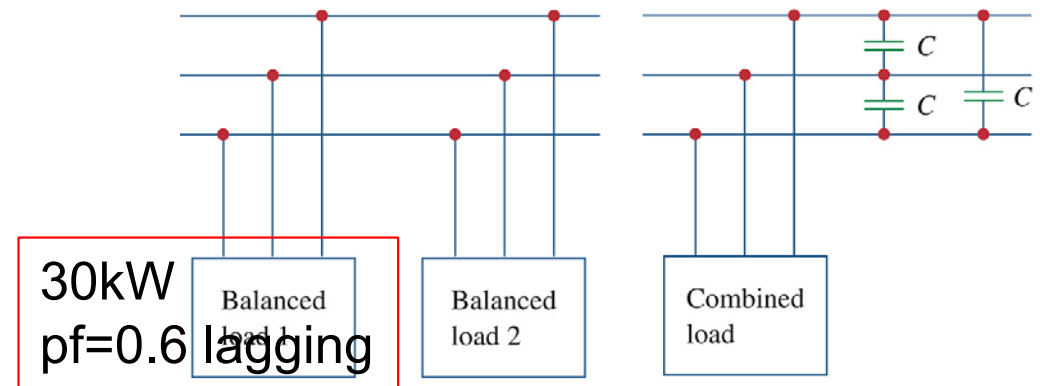 C
C
C
30kW
pf=0.6 lagging
Balanced
load 1
Balanced
load 2
Combined
load